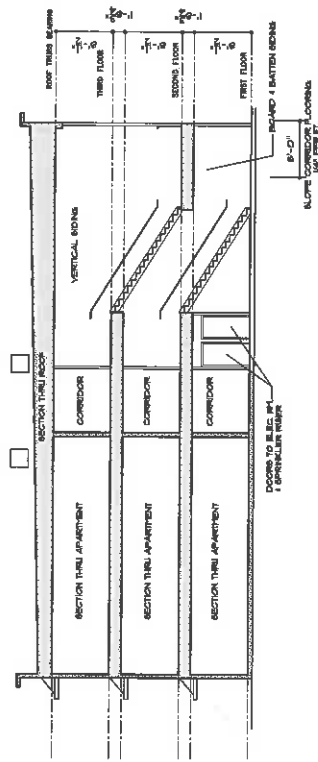 ROOF TRUSS BEARING
THIRD FLOOR
SECOND FLOOR
FIRST FLOOR
SECTION THRU ROOF
VERTICAL SIDING
BOARD & BATTEN SIDING
6'-0"
SLOPE CORRIDOR FLOORING
CORRIDOR
CORRIDOR
CORRIDOR
DOORS TO ELEC. RM.
& SPRINKLER RISER
SECTION THRU APARTMENT
SECTION THRU APARTMENT
SECTION THRU APARTMENT